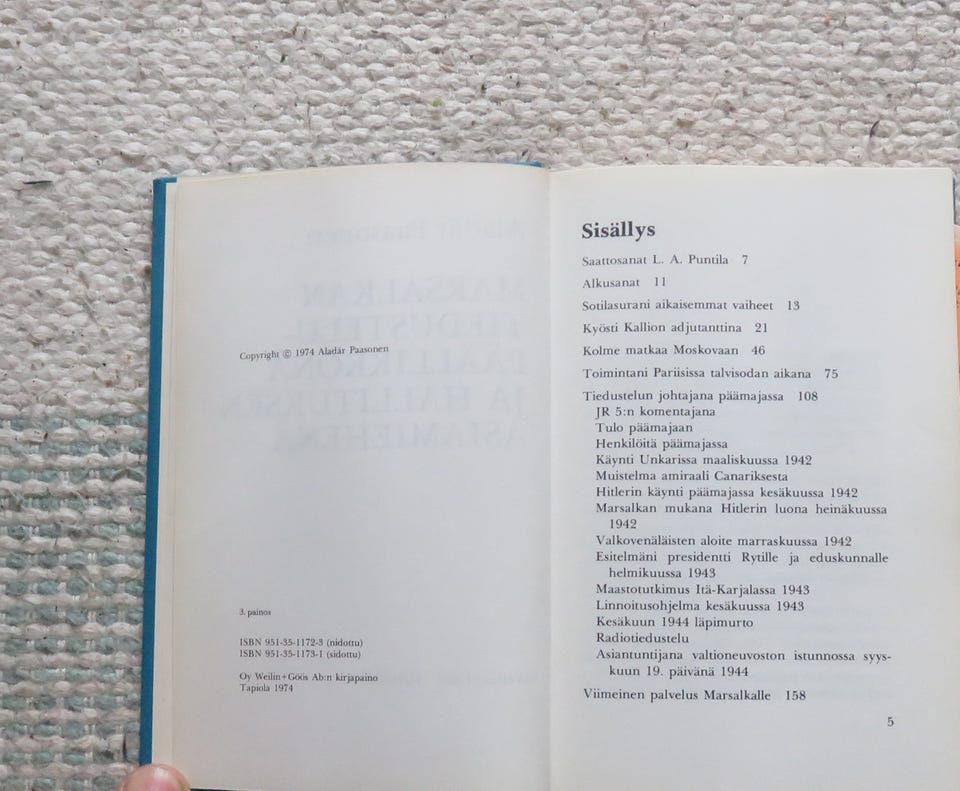 Copyright © 1974 Aladár Paasonen
3. painos
ISBN 951-35-1172-3 (nidottu)
ISBN 951-35-1173-1 (sidottu)
Oy Weilin+Göös Ab:n kirjapaino
Tapiola 1974
Sisällys
Saattosanat L. A. Puntila 7
Alkusanat 11
Sotilasurani aikaisemmat vaiheet 13
Kyösti Kallion adjutanttina 21
Kolme matkaa Moskovaan 46
Toimintani Pariisissa talvisodan aikana 75
Tiedustelun johtajana päämajassa 108
JR 5:n komentajana
Tulo päämajaan
Henkilöitä päämajassa
Käynti Unkarissa maaliskuussa 1942
Muistelma amiraali Canariksesta
Hitlerin käynti päämajassa kesäkuussa 1942
Marsalkan mukana Hitlerin luona heinäkuussa
1942
Valkovenäläisten aloite marraskuussa 1942
Esitelmäni presidentti Rytille ja eduskunnalle
helmikuussa 1943
Maastotutkimus Itä-Karjalassa 1943
Linnoitusohjelma kesäkuussa 1943
Kesäkuun 1944 läpimurto
Radiotiedustelu
Asiantuntijana valtioneuvoston istunnossa syys-
kuun 19. päivänä 1944
Viimeinen palvelus Marsalkalle 158
5